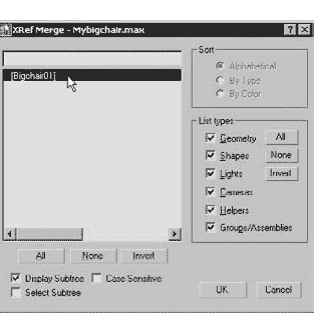 XRef Merge - Mybigchair.max
Sort
Alphabetical
By Type
By Color
[Bigchair01]
List types
Geometry
All
Shapes
None
Lights
Invert
Cameras
Helpers
Groups/Assemblies
All
None
Invert
Display Subtree
Case Sensitive
Select Subtree
OK
Cancel